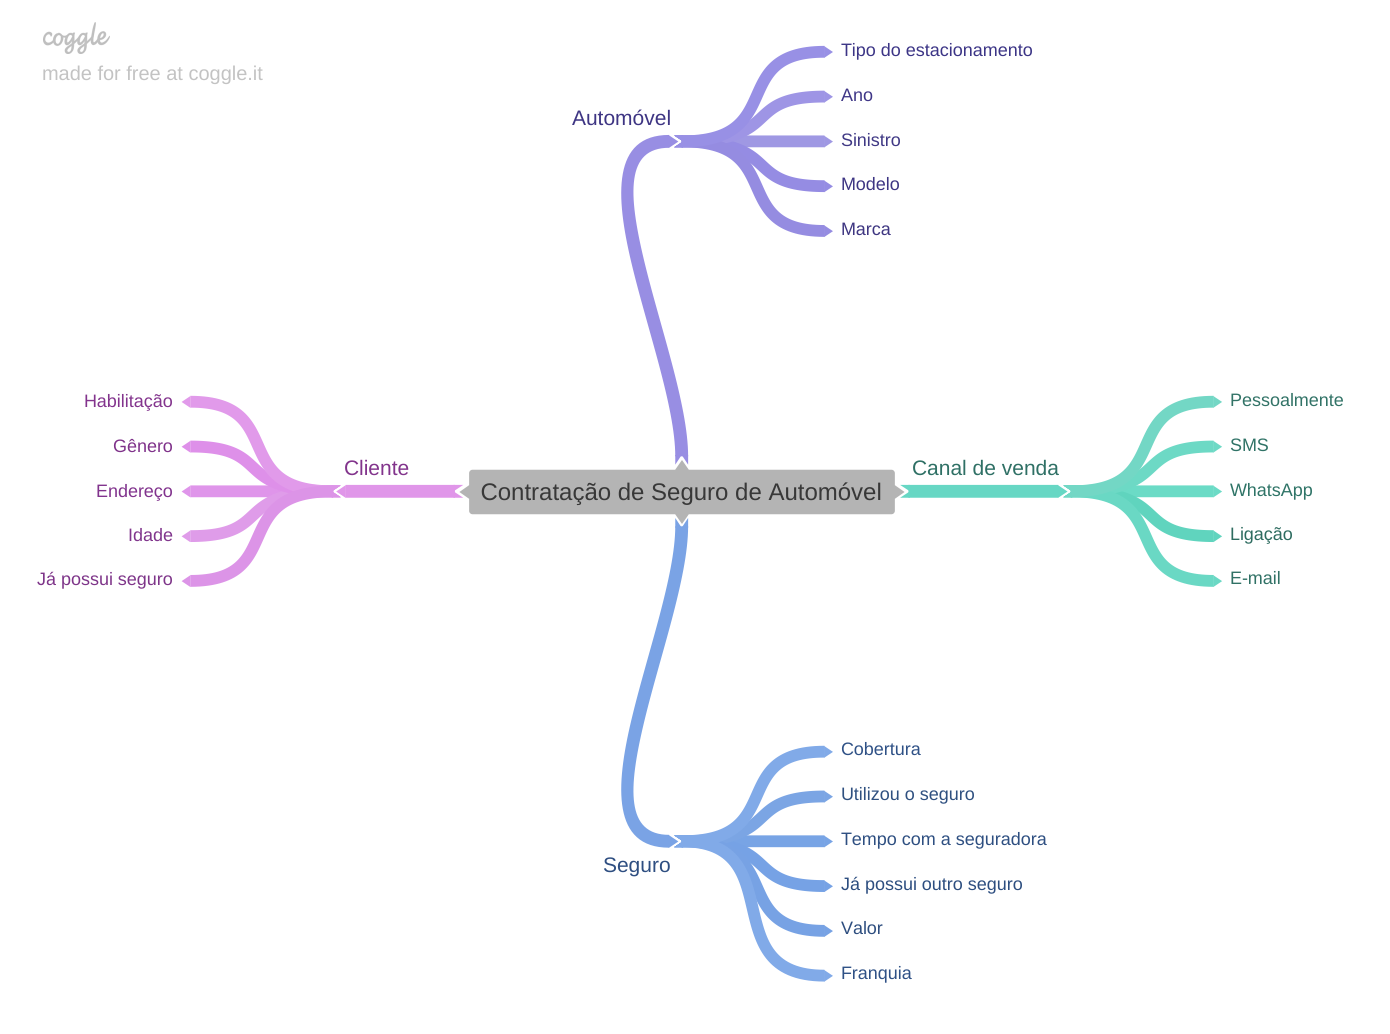 coggle
made for free at coggle.it
Automóvel
Tipo do estacionamento
Ano
Sinistro
Modelo
Marca
Habilitação
Gênero
Endereço
Idade
Já possui seguro
Cliente
Contratação de Seguro de Automóvel
Canal de venda
Pessoalmente
SMS
WhatsApp
Ligação
E-mail
Seguro
Cobertura
Utilizou o seguro
Tempo com a seguradora
Já possui outro seguro
Valor
Franquia